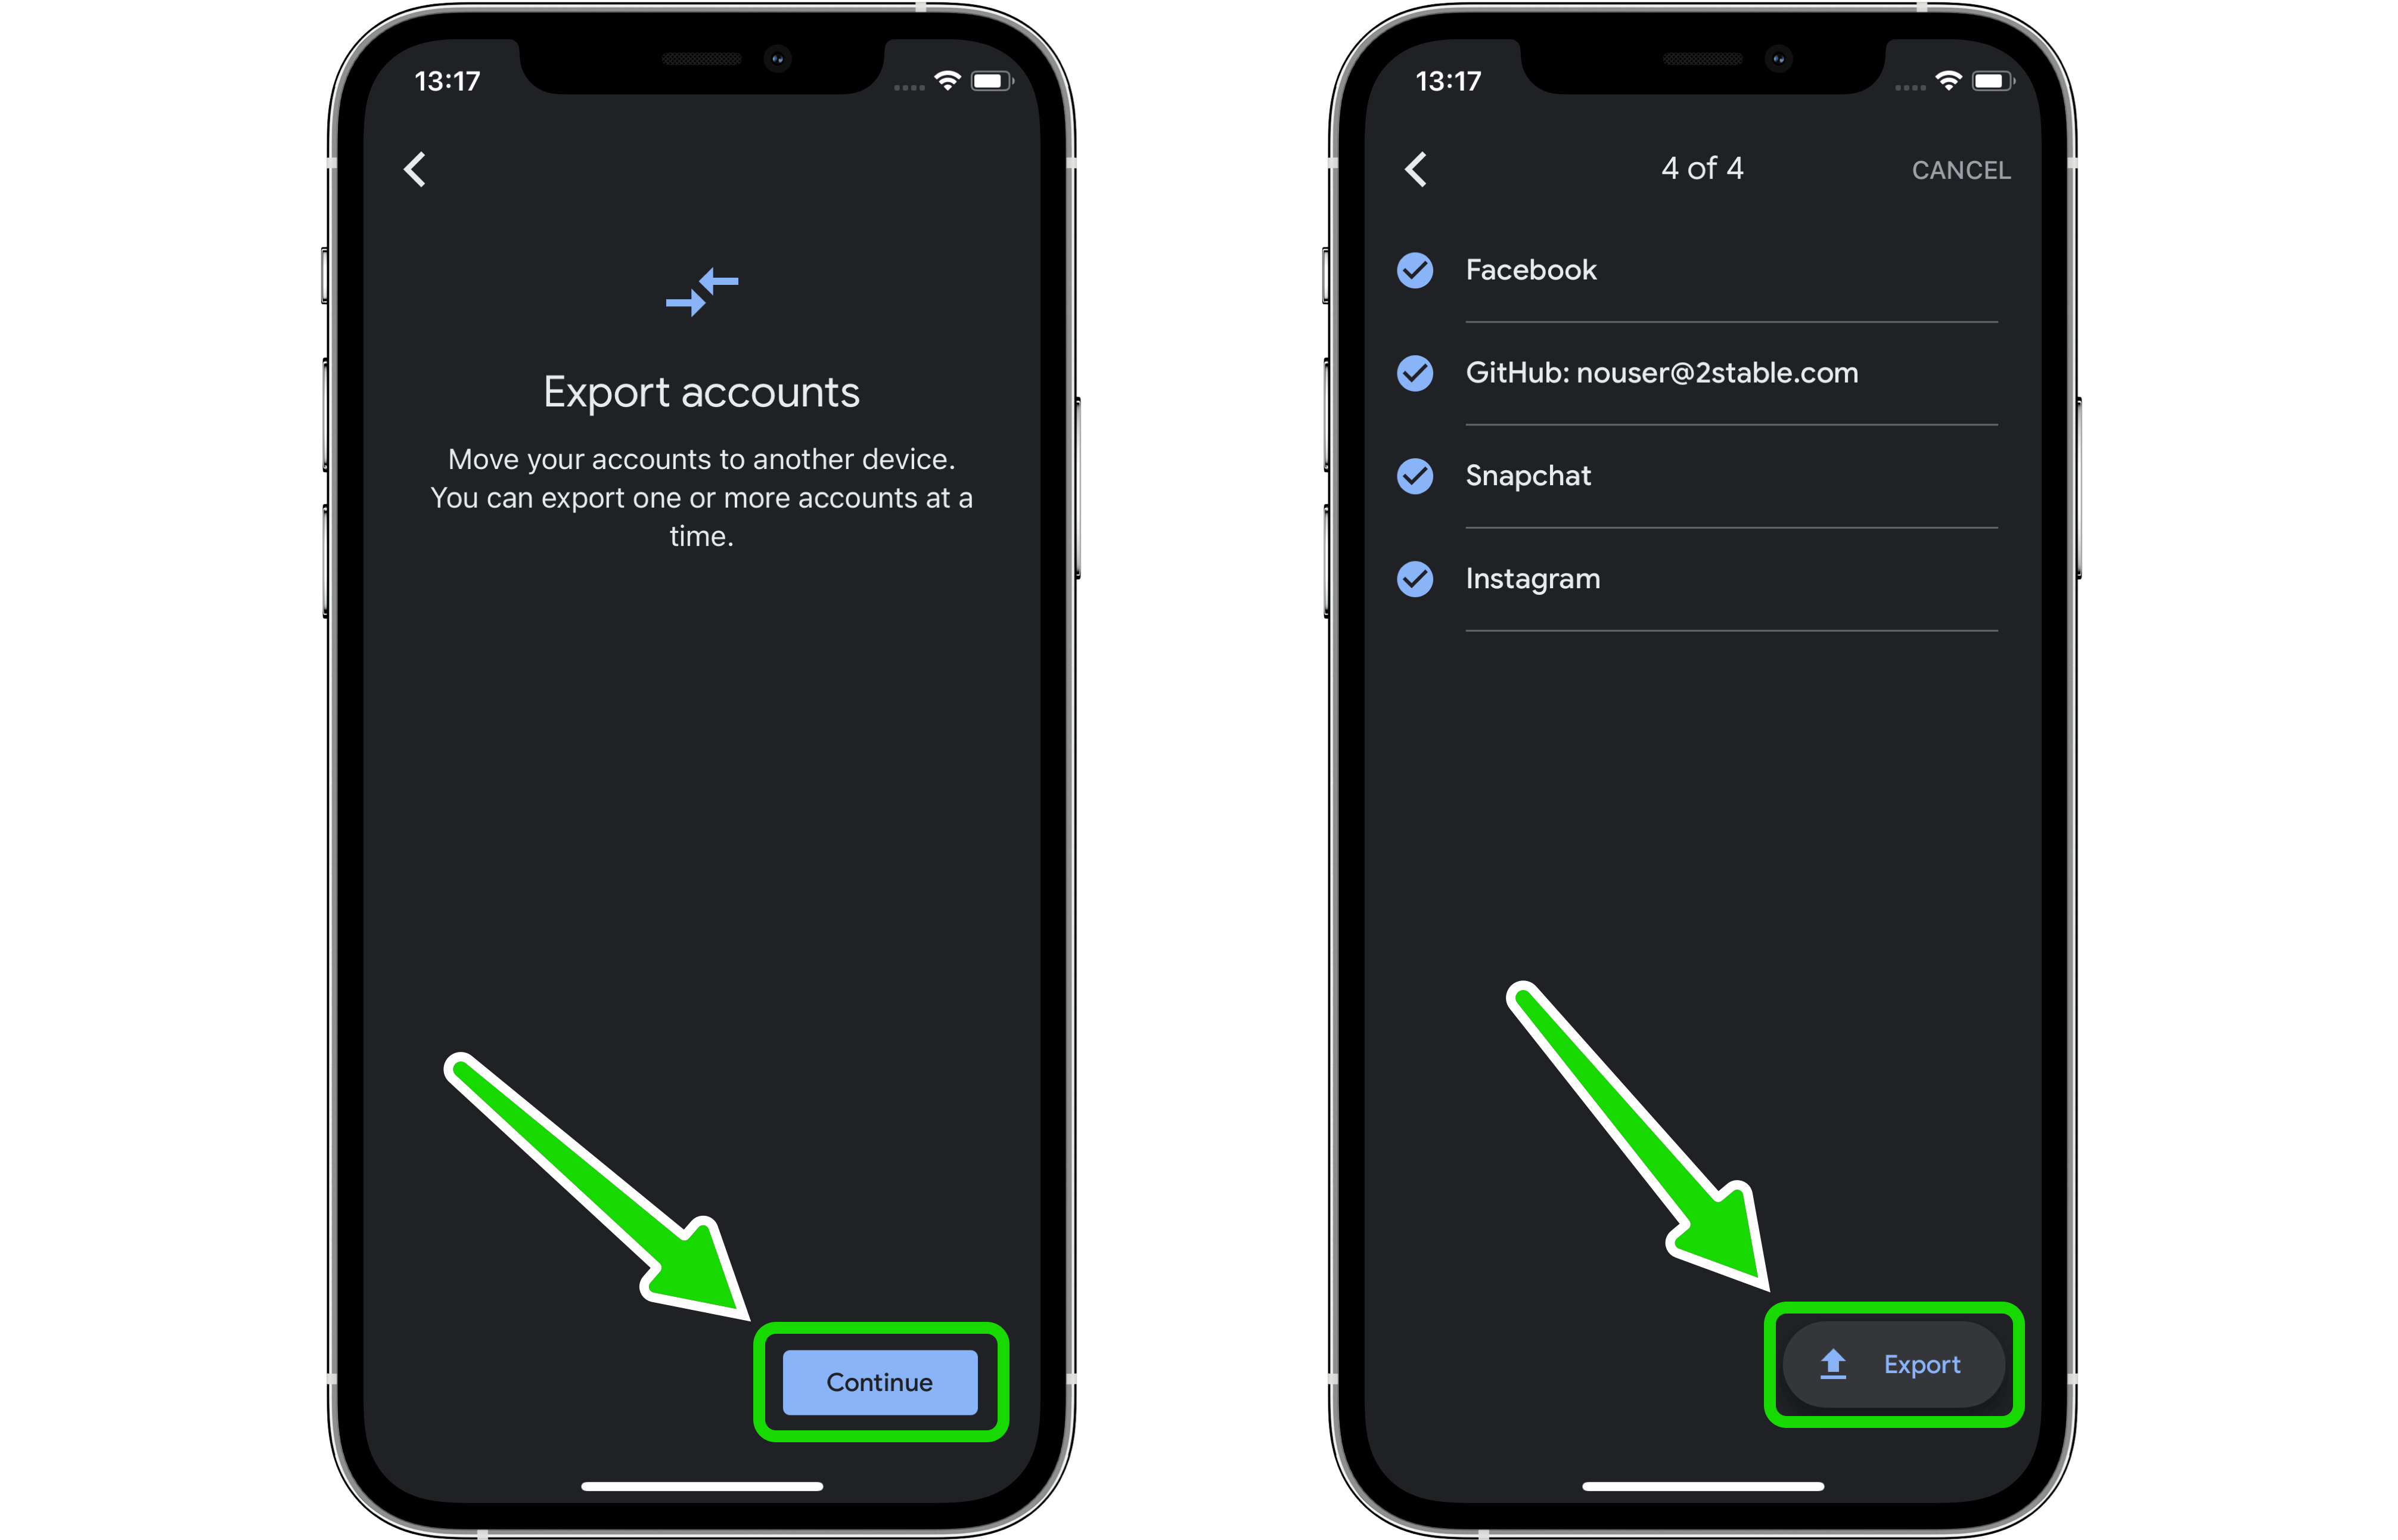 13:17
Export accounts
Move your accounts to another device.
You can export one or more accounts at a
time.
Continue
13:17
4 of 4
CANCEL
Facebook
GitHub: nouser@2stable.com
Snapchat
Instagram
Export